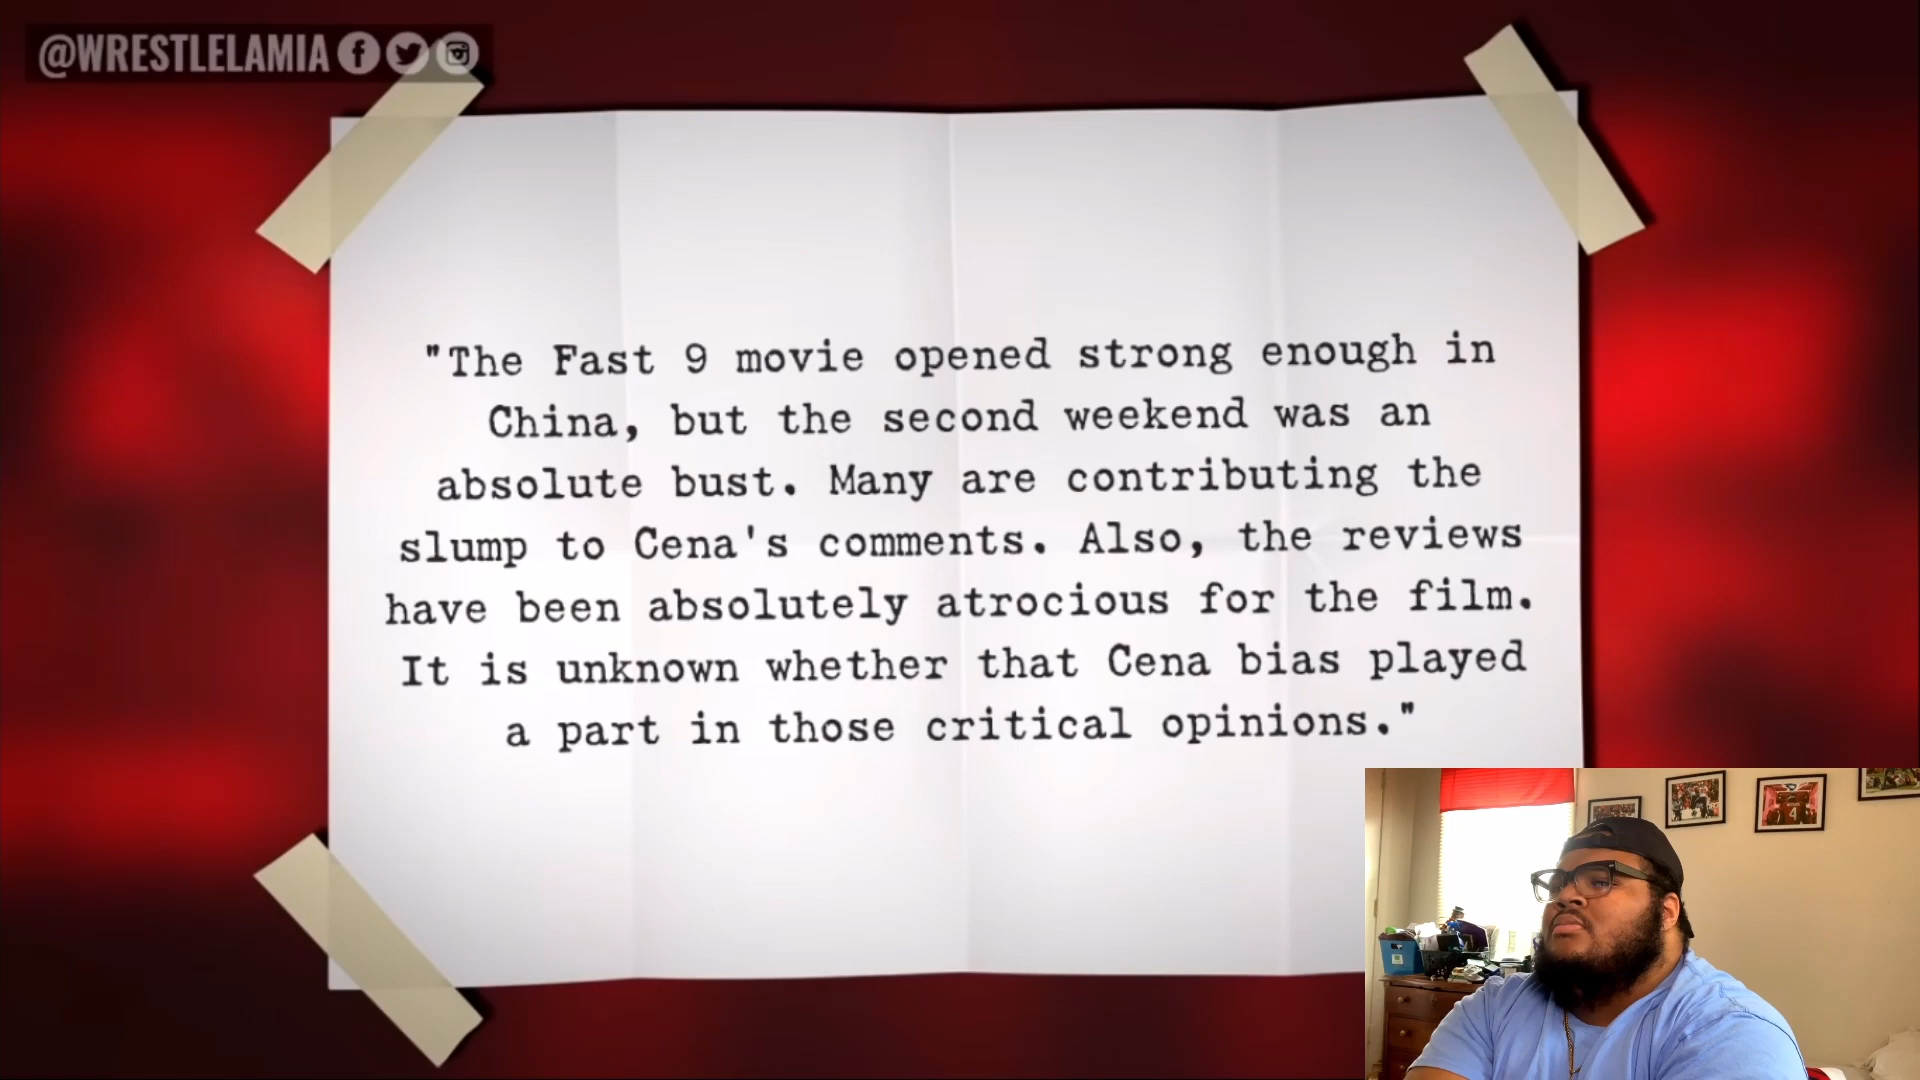 @WRESTLELAMIA
"The Fast 9 movie opened strong enough in
China, but the second weekend was an
absolute bust. Many are contributing the
slump to Cena's comments. Also, the reviews
have been absolutely atrocious for the film.
It is unknown whether that Cena bias played
a part in those critical opinions."
4